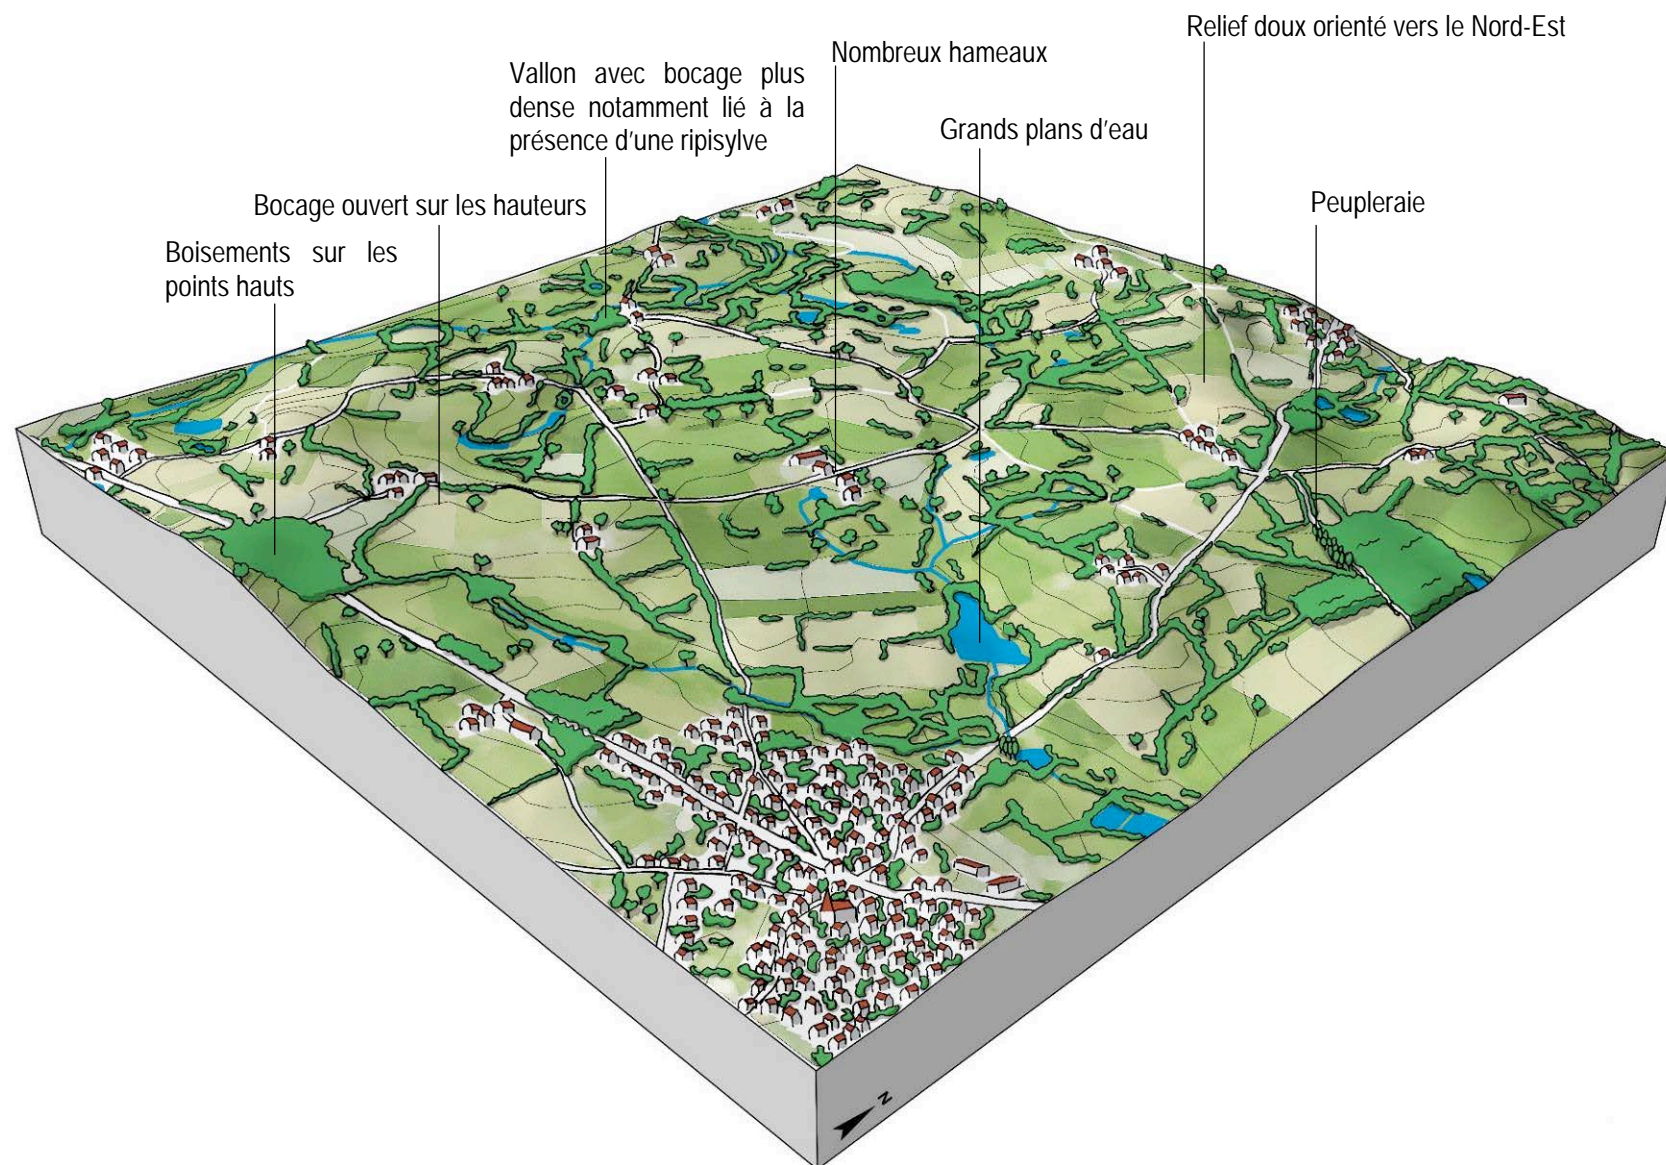 Relief doux orienté vers le Nord-Est
Nombreux hameaux
Vallon avec bocage plus
dense notamment lié à la
présence d'une ripisylve
Grands plans d'eau
Peupleraie
Bocage ouvert sur les hauteurs
Boisements sur les
points hauts
N